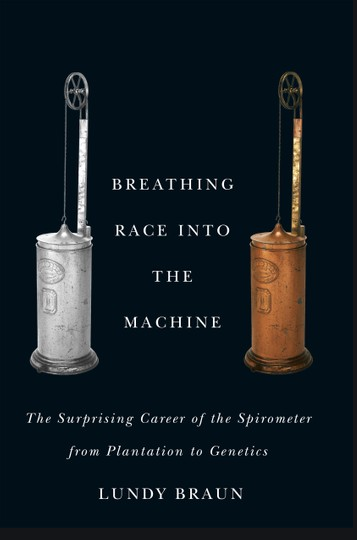 BREATHING
RACE INTO
THE
MACHINE
The Surprising Career of the Spirometer
from Plantation to Genetics
LUNDY BRAUN